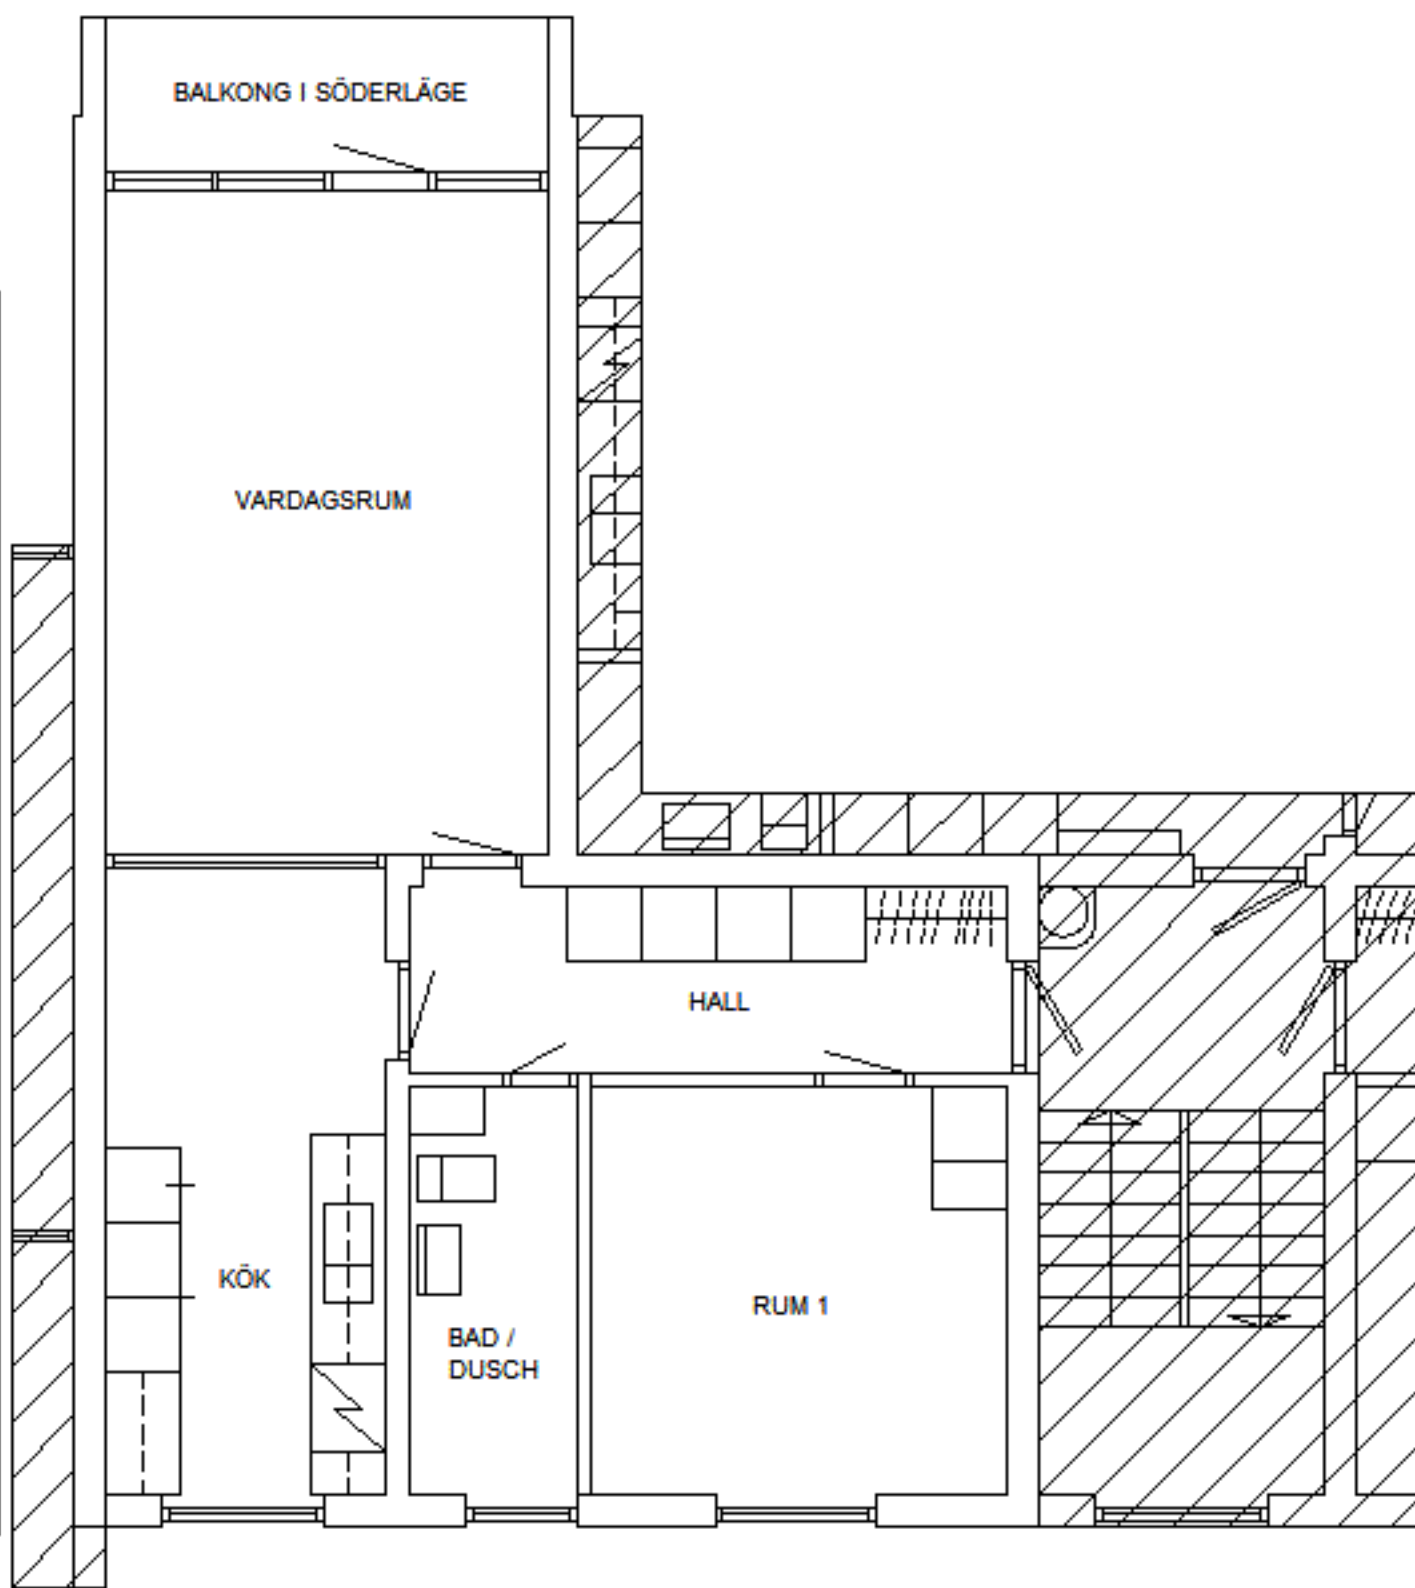 BALKONG I SÖDERLÄGE
VARDAGSRUM
HALL
KÖK
RUM 1
BAD /
DUSCH